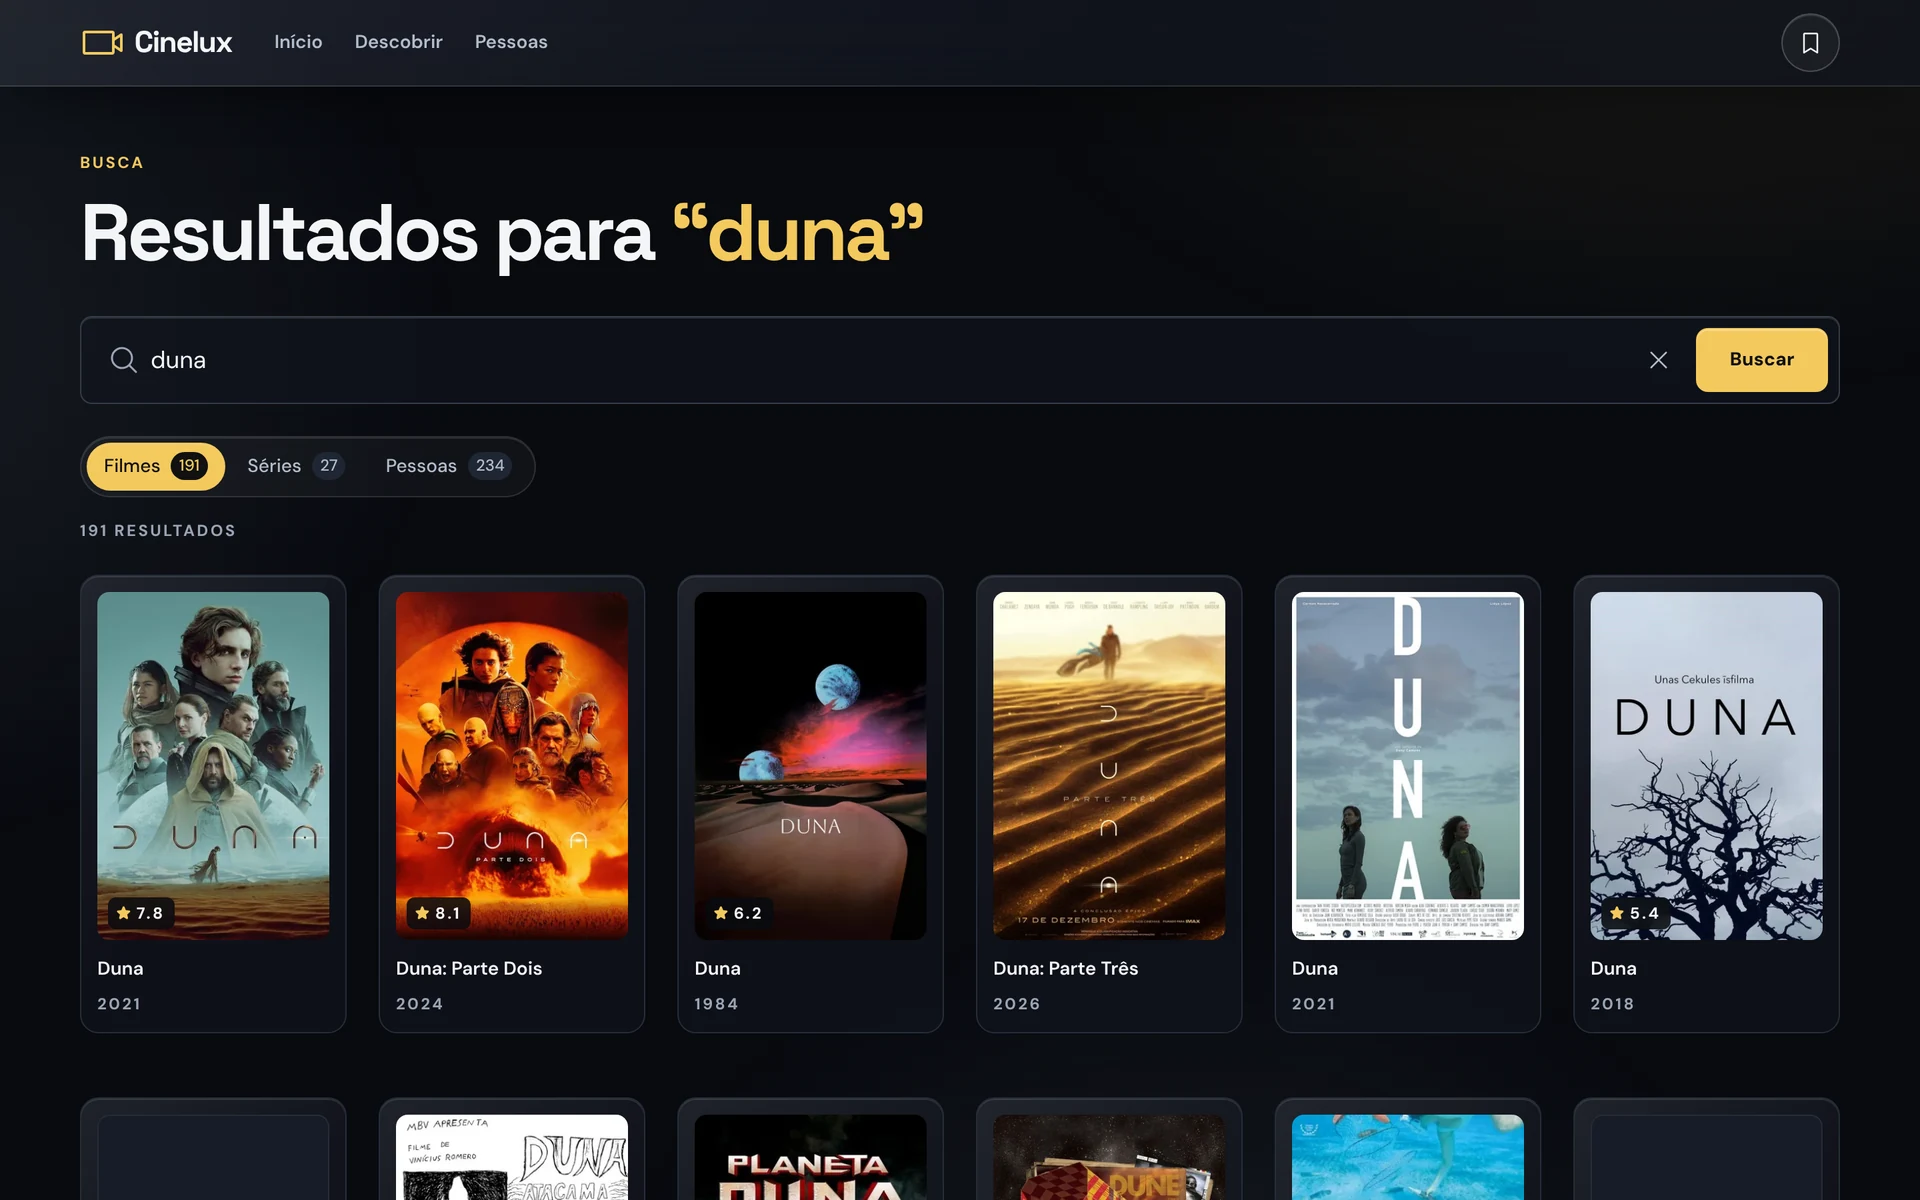 Cinelux
Início
Descobrir
Pessoas
BUSCA
Resultados para “duna”
duna
Buscar
Filmes 191
Séries 27
Pessoas 234
191 RESULTADOS
DUNA
7.8
Duna
2021
DUNA
PARTE DOIS
8.1
Duna: Parte Dois
2024
DUNA
6.2
Duna
1984
DUNA
PARTE TRÊS
17 DE DEZEMBRO
Duna: Parte Três
2026
DUNA
Duna
2021
Unas Cekules īsfilma
DUNA
5.4
Duna
2018
MBV APRESENTA
FILME DE
VINÍCIUS ROMERO
DUNA
ATACAMA
PLANETA
DUNA
DUNE